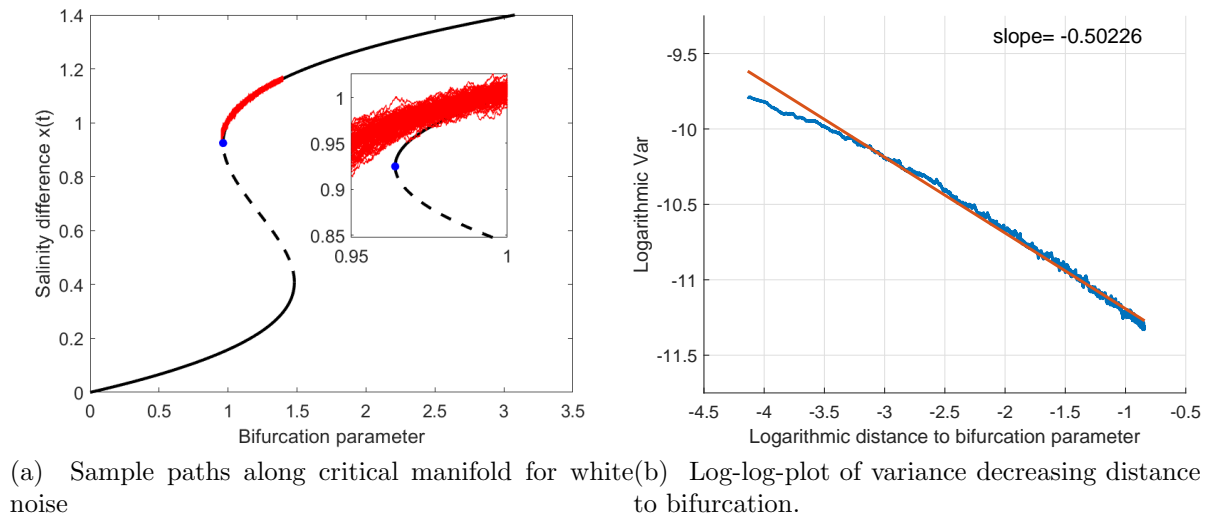 1.4
1.2
1
0.8
0.6
0.4
0.2
0
Salinity difference x(t)
0 0.5 1 1.5 2 2.5 3 3.5
Bifurcation parameter
1
0.95
0.9
0.85
0.95 1
slope= -0.50226
-9.5
-10
-10.5
-11
-11.5
Logarithmic Var
-4.5 -4 -3.5 -3 -2.5 -2 -1.5 -1 -0.5
Logarithmic distance to bifurcation parameter
(a) Sample paths along critical manifold for white
noise
(b) Log-log-plot of variance decreasing distance
to bifurcation.